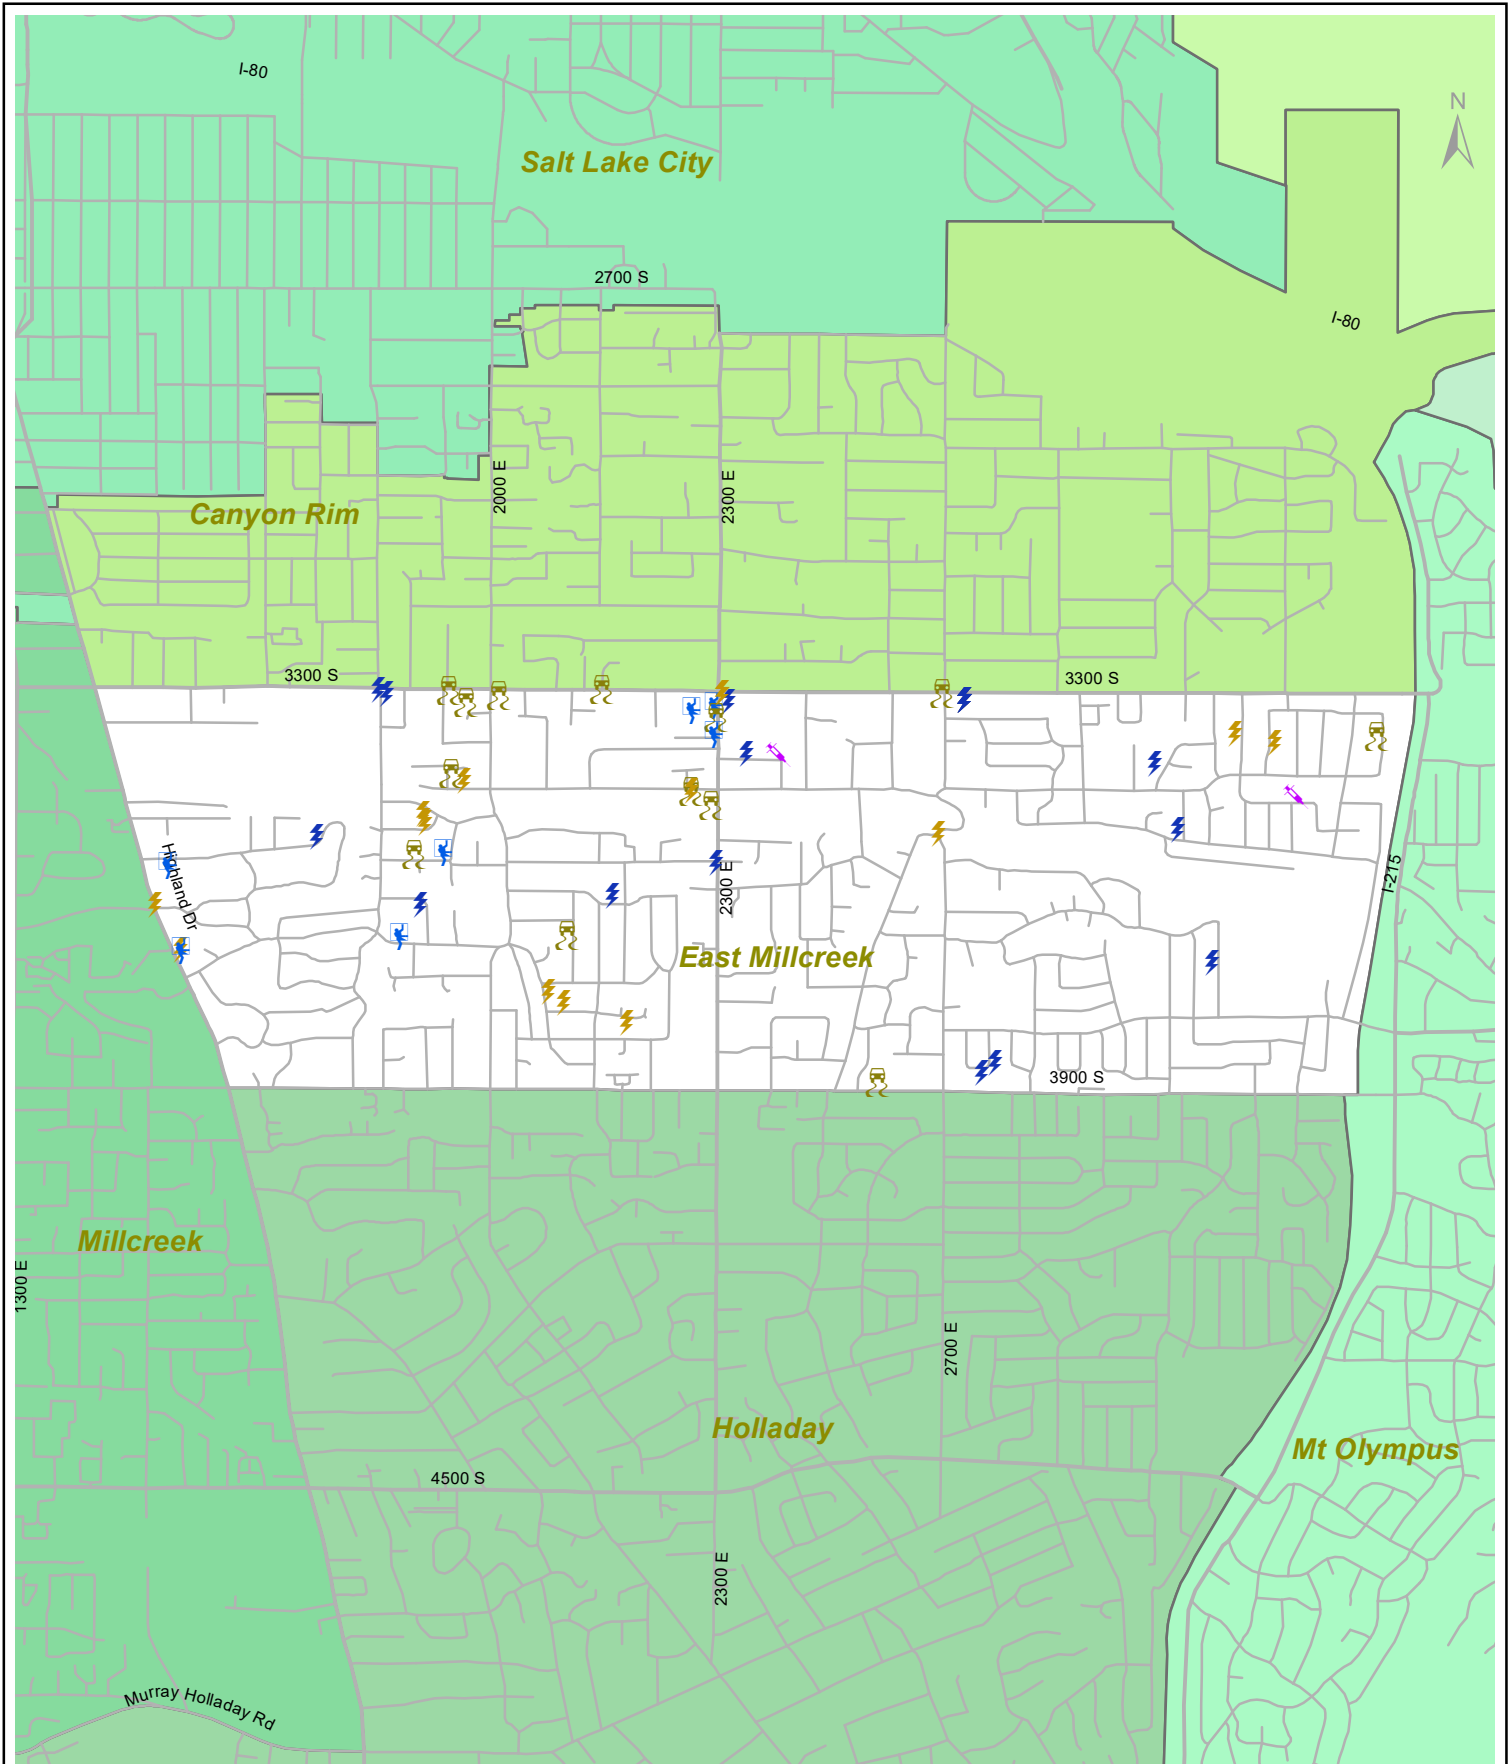 I-80
N
Salt Lake City
2700 S
I-80
2000 E
2300 E
Canyon Rim
3300 S
3300 S
Highland Dr
2300 E
I-215
East Millcreek
3900 S
Millcreek
1300 E
2700 E
Holladay
Mt Olympus
4500 S
2300 E
Murray Holladay Rd